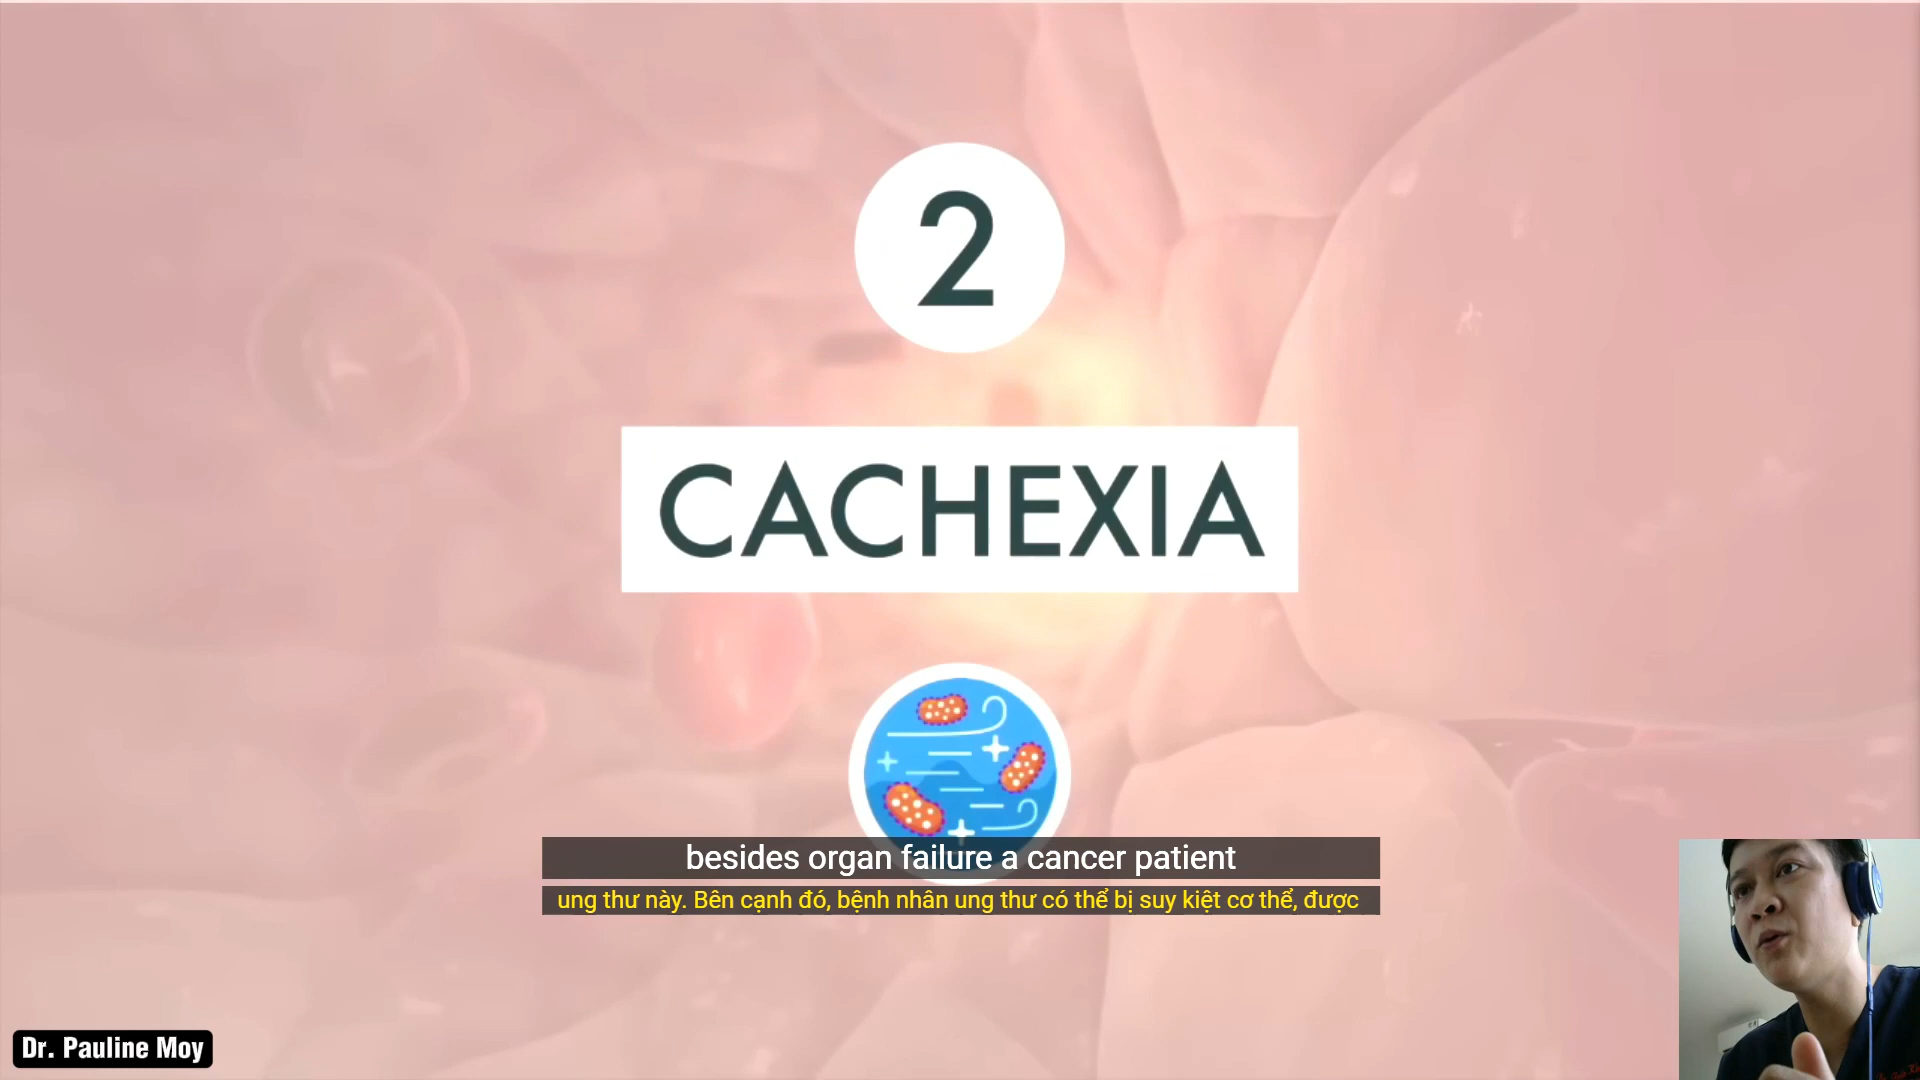 2
CACHEXIA
besides organ failure a cancer patient
ung thư này. Bên cạnh đó, bệnh nhân ung thư có thể bị suy kiệt cơ thể, được
Dr. Pauline Moy